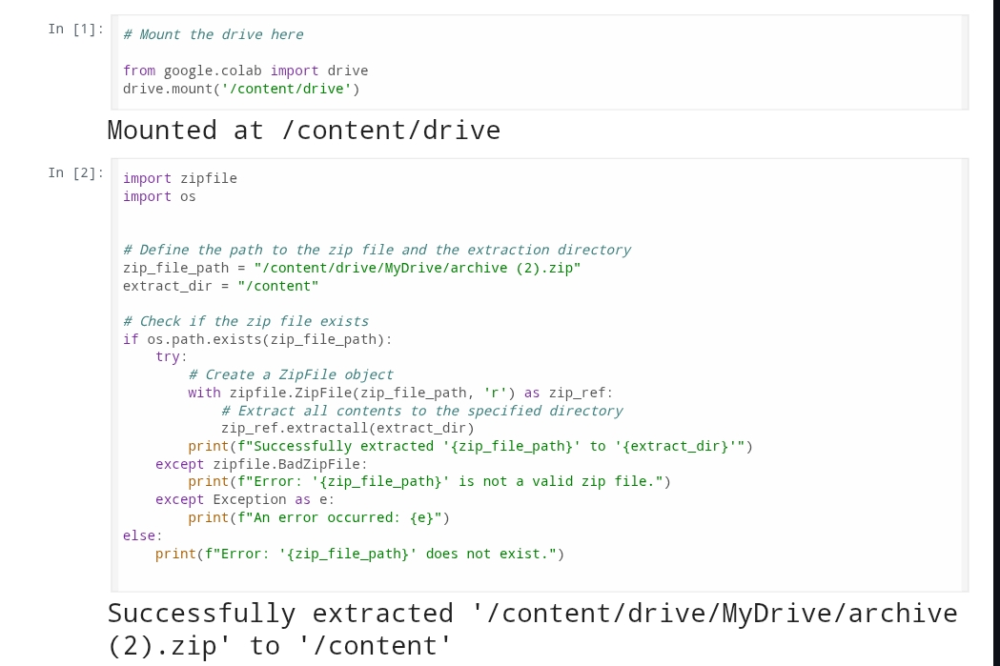 In [1]:
# Mount the drive here

from google.colab import drive
drive.mount('/content/drive')
Mounted at /content/drive
In [2]:
import zipfile
import os


# Define the path to the zip file and the extraction directory
zip_file_path = "/content/drive/MyDrive/archive (2).zip"
extract_dir = "/content"

# Check if the zip file exists
if os.path.exists(zip_file_path):
    try:
        # Create a ZipFile object
        with zipfile.ZipFile(zip_file_path, 'r') as zip_ref:
            # Extract all contents to the specified directory
            zip_ref.extractall(extract_dir)
        print(f"Successfully extracted '{zip_file_path}' to '{extract_dir}'")
    except zipfile.BadZipFile:
        print(f"Error: '{zip_file_path}' is not a valid zip file.")
    except Exception as e:
        print(f"An error occurred: {e}")
else:
    print(f"Error: '{zip_file_path}' does not exist.")
Successfully extracted '/content/drive/MyDrive/archive
(2).zip' to '/content'